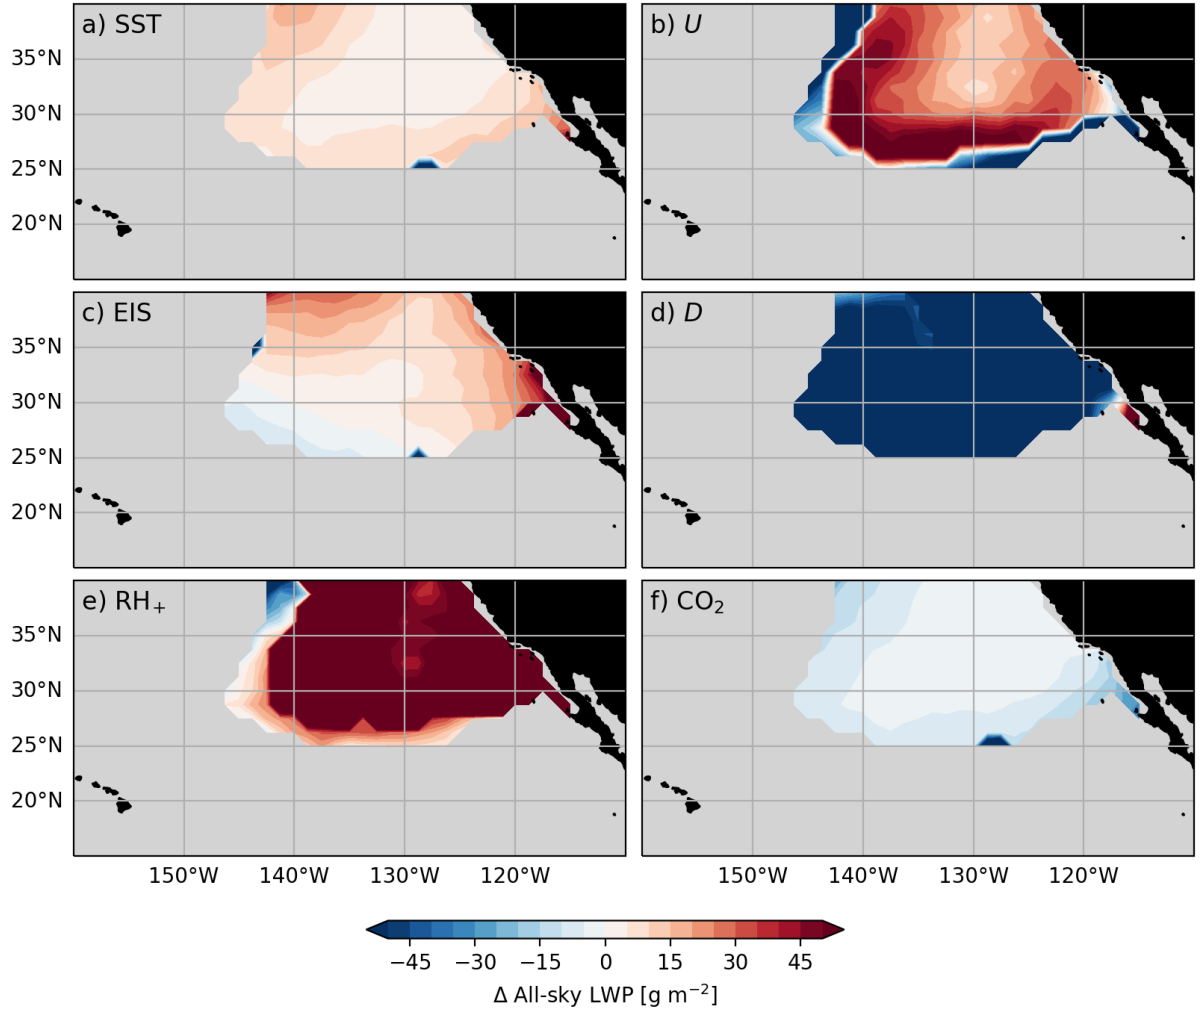 a) SST
b) U
35°N
30°N
25°N
20°N
c) EIS
d) D
35°N
30°N
25°N
20°N
e) RH₊
f) CO₂
35°N
30°N
25°N
20°N
150°W 140°W 130°W 120°W 150°W 140°W 130°W 120°W
−45 −30 −15 0 15 30 45
Δ All-sky LWP [g m⁻²]